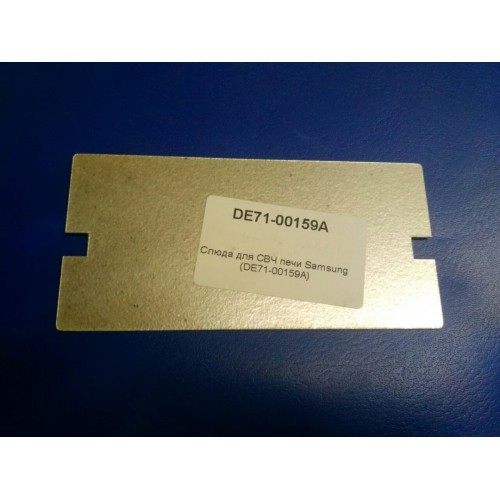 DE71-00159A
Слюда для СВЧ печи Samsung
(DE71-00159A)